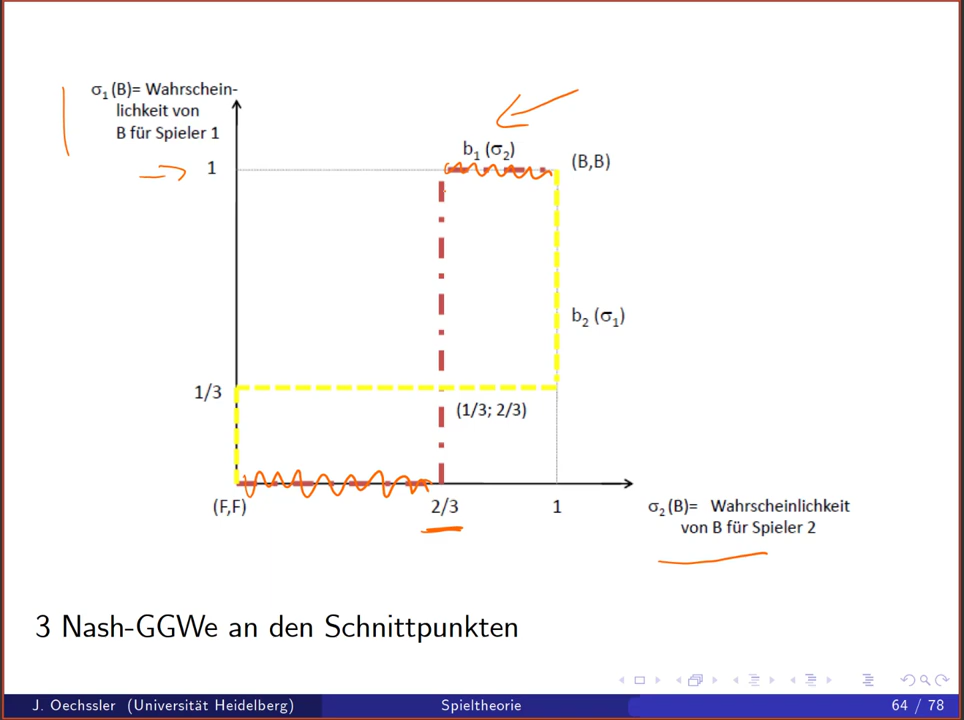 σ₁(B)= Wahrschein-
lichkeit von
B für Spieler 1
b₁ (σ₂)
(B,B)
1
b₂ (σ₁)
1/3
(1/3; 2/3)
(F,F)
2/3
1
σ₂(B)= Wahrscheinlichkeit
von B für Spieler 2
3 Nash-GGWe an den Schnittpunkten
J. Oechssler (Universität Heidelberg)
Spieltheorie
64 / 78